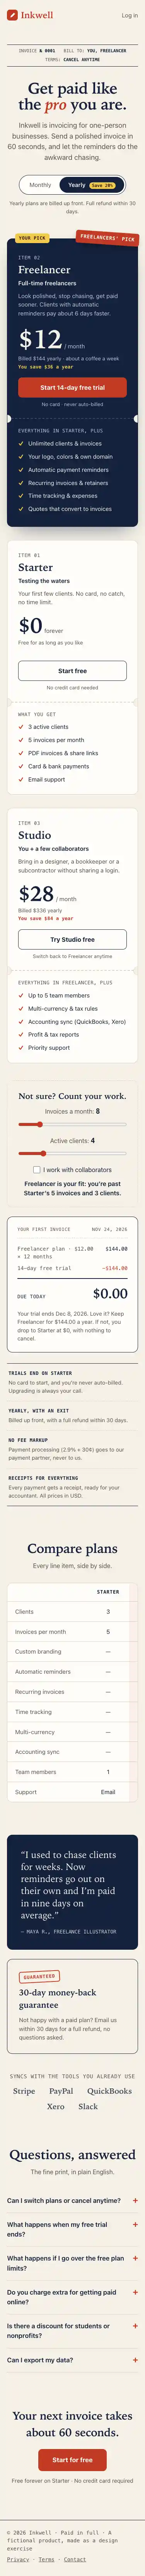 Inkwell
Log in
INVOICE № 0001 BILL TO: YOU, FREELANCER
TERMS: CANCEL ANYTIME
Get paid like
the pro you are.
Inkwell is invoicing for one-person
businesses. Send a polished invoice in
60 seconds, and let the reminders do the
awkward chasing.
Monthly
Yearly Save 20%
Yearly plans are billed up front. Full refund within 30
days.
YOUR PICK
FREELANCERS' PICK
ITEM 02
Freelancer
Full-time freelancers
Look polished, stop chasing, get paid
sooner. Clients with automatic
reminders pay about 6 days faster.
$12 / month
Billed $144 yearly · about a coffee a week
You save $36 a year
Start 14-day free trial
No card · never auto-billed
EVERYTHING IN STARTER, PLUS
Unlimited clients & invoices
Your logo, colors & own domain
Automatic payment reminders
Recurring invoices & retainers
Time tracking & expenses
Quotes that convert to invoices
ITEM 01
Starter
Testing the waters
Your first few clients. No card, no catch,
no time limit.
$0 forever
Free for as long as you like
Start free
No credit card needed
WHAT YOU GET
3 active clients
5 invoices per month
PDF invoices & share links
Card & bank payments
Email support
ITEM 03
Studio
You + a few collaborators
Bring in a designer, a bookkeeper or a
subcontractor without sharing a login.
$28 / month
Billed $336 yearly
You save $84 a year
Try Studio free
Switch back to Freelancer anytime
EVERYTHING IN FREELANCER, PLUS
Up to 5 team members
Multi-currency & tax rules
Accounting sync (QuickBooks, Xero)
Profit & tax reports
Priority support
Not sure? Count your work.
Invoices a month: 8
Active clients: 4
I work with collaborators
Freelancer is your fit: you're past
Starter's 5 invoices and 3 clients.
YOUR FIRST INVOICE NOV 24, 2026
Freelancer plan · $12.00 $144.00
× 12 months
14-day free trial −$144.00
DUE TODAY $0.00
Your trial ends Dec 8, 2026. Love it? Keep
Freelancer for $144.00 a year. If not, you
drop to Starter at $0, with nothing to
cancel.
TRIALS END ON STARTER
No card to start, and you're never auto-billed.
Upgrading is always your call.
YEARLY, WITH AN EXIT
Billed up front, with a full refund within 30 days.
NO FEE MARKUP
Payment processing (2.9% + 30¢) goes to our
payment partner, never to us.
RECEIPTS FOR EVERYTHING
Every payment gets a receipt, ready for your
accountant. All prices in USD.
Compare plans
Every line item, side by side.
STARTER
Clients 3
Invoices per month 5
Custom branding —
Automatic reminders —
Recurring invoices —
Time tracking —
Multi-currency —
Accounting sync —
Team members 1
Support Email
“I used to chase clients
for weeks. Now
reminders go out on
their own and I'm paid
in nine days on
average.”
— MAYA R., FREELANCE ILLUSTRATOR
GUARANTEED
30-day money-back
guarantee
Not happy with a paid plan? Email us
within 30 days for a full refund, no
questions asked.
SYNCS WITH THE TOOLS YOU ALREADY USE
Stripe PayPal QuickBooks
Xero Slack
Questions, answered
The fine print, in plain English.
Can I switch plans or cancel anytime? +
What happens when my free trial
ends? +
What happens if I go over the free plan
limits? +
Do you charge extra for getting paid
online? +
Is there a discount for students or
nonprofits? +
Can I export my data? +
Your next invoice takes
about 60 seconds.
Start for free
Free forever on Starter · No credit card required
© 2026 Inkwell · Paid in full · A
fictional product, made as a design
exercise
Privacy · Terms · Contact